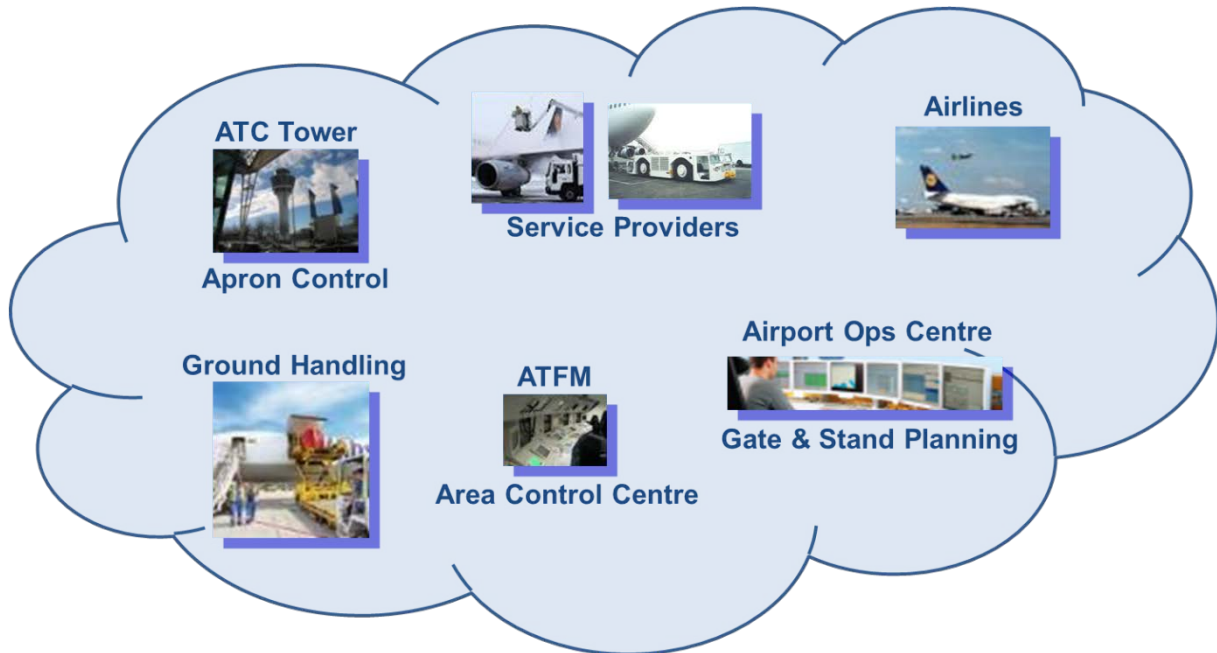 ATC Tower
Apron Control
Service Providers
Airlines
Ground Handling
ATFM
Area Control Centre
Airport Ops Centre
Gate & Stand Planning